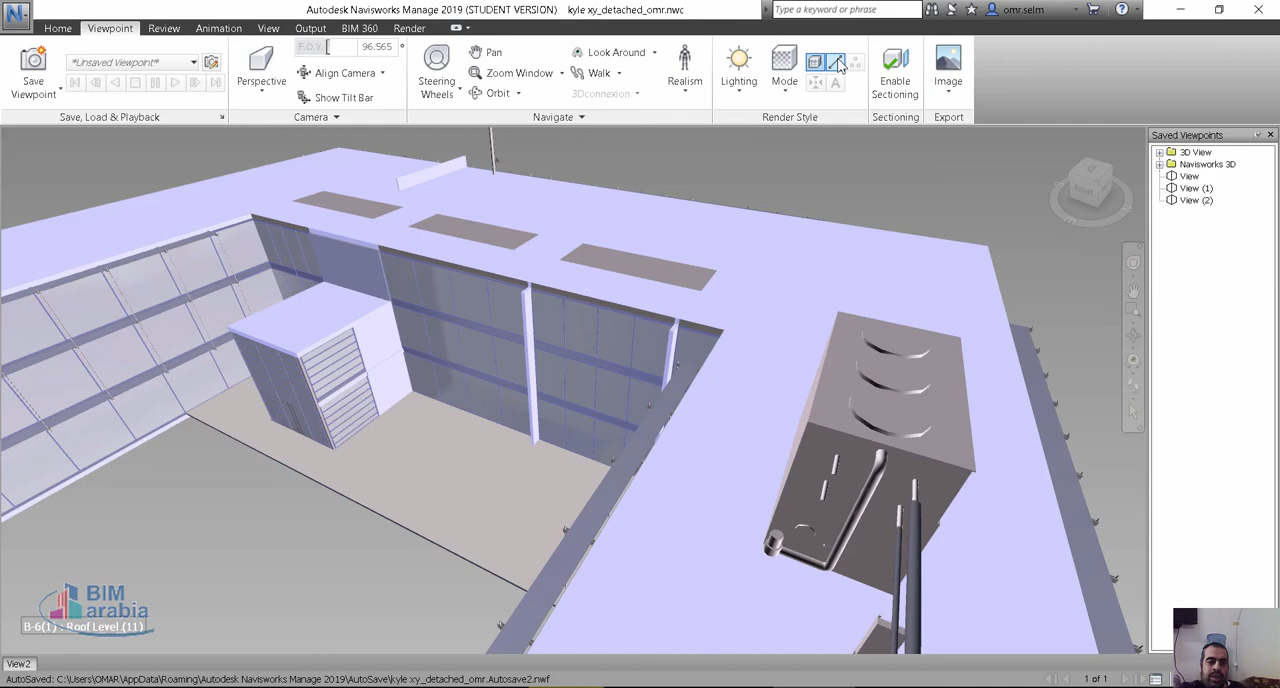 Autodesk Navisworks Manage 2019 (STUDENT VERSION) kyle xy_detached_omr.nwc
Type a keyword or phrase
omr.selm
Home Viewpoint Review Animation View Output BIM 360 Render
Save Viewpoint
*Unsaved Viewpoint*
Save, Load & Playback
Perspective
F.O.V. 96.565 °
Align Camera
Show Tilt Bar
Camera
Steering Wheels
Pan
Zoom Window
Orbit
Look Around
Walk
3Dconnexion
Realism
Navigate
Lighting
Mode
A
Render Style
Enable Sectioning
Sectioning
Image
Export
Saved Viewpoints
3D View
Navisworks 3D
View
View (1)
View (2)
RIGHT
BIM
arabia
B-6(1) : Roof Level (11)
View2
AutoSaved: C:\Users\OMAR\AppData\Roaming\Autodesk Navisworks Manage 2019\AutoSave\kyle xy_detached_omr.Autosave2.nwf
1 of 1